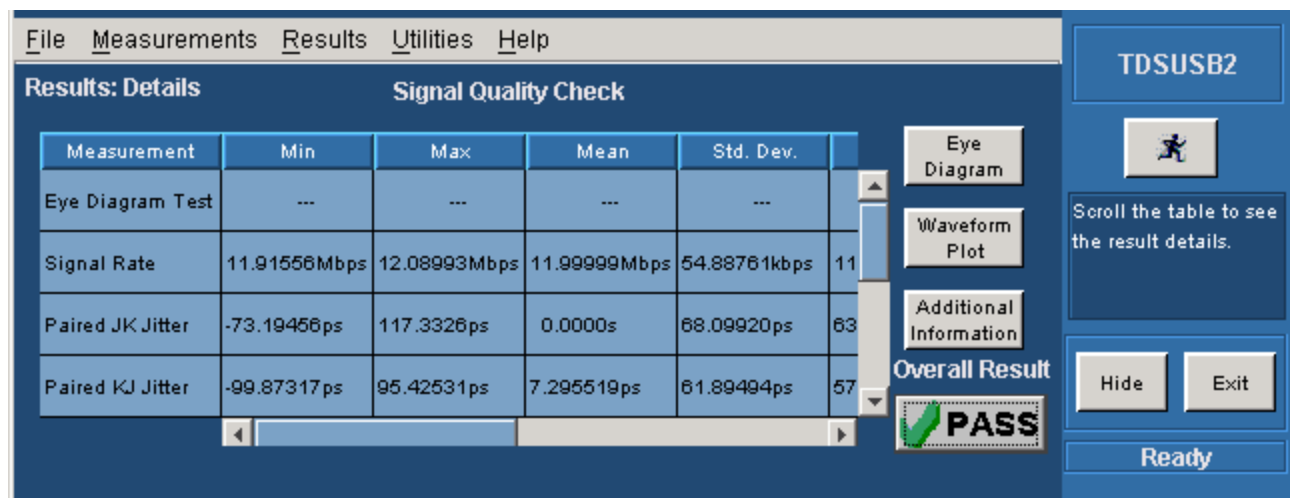 File Measurements Results Utilities Help
TDSUSB2
Results: Details
Signal Quality Check
Measurement Min Max Mean Std. Dev.
Eye Diagram Test --- --- --- ---
Signal Rate 11.91556Mbps 12.08993Mbps 11.99999Mbps 54.88761kbps 11
Paired JK Jitter -73.19456ps 117.3326ps 0.0000s 68.09920ps 63
Paired KJ Jitter -99.87317ps 95.42531ps 7.295519ps 61.89494ps 57
Eye
Diagram
Waveform
Plot
Additional
Information
Overall Result
PASS
Scroll the table to see
the result details.
Hide Exit
Ready